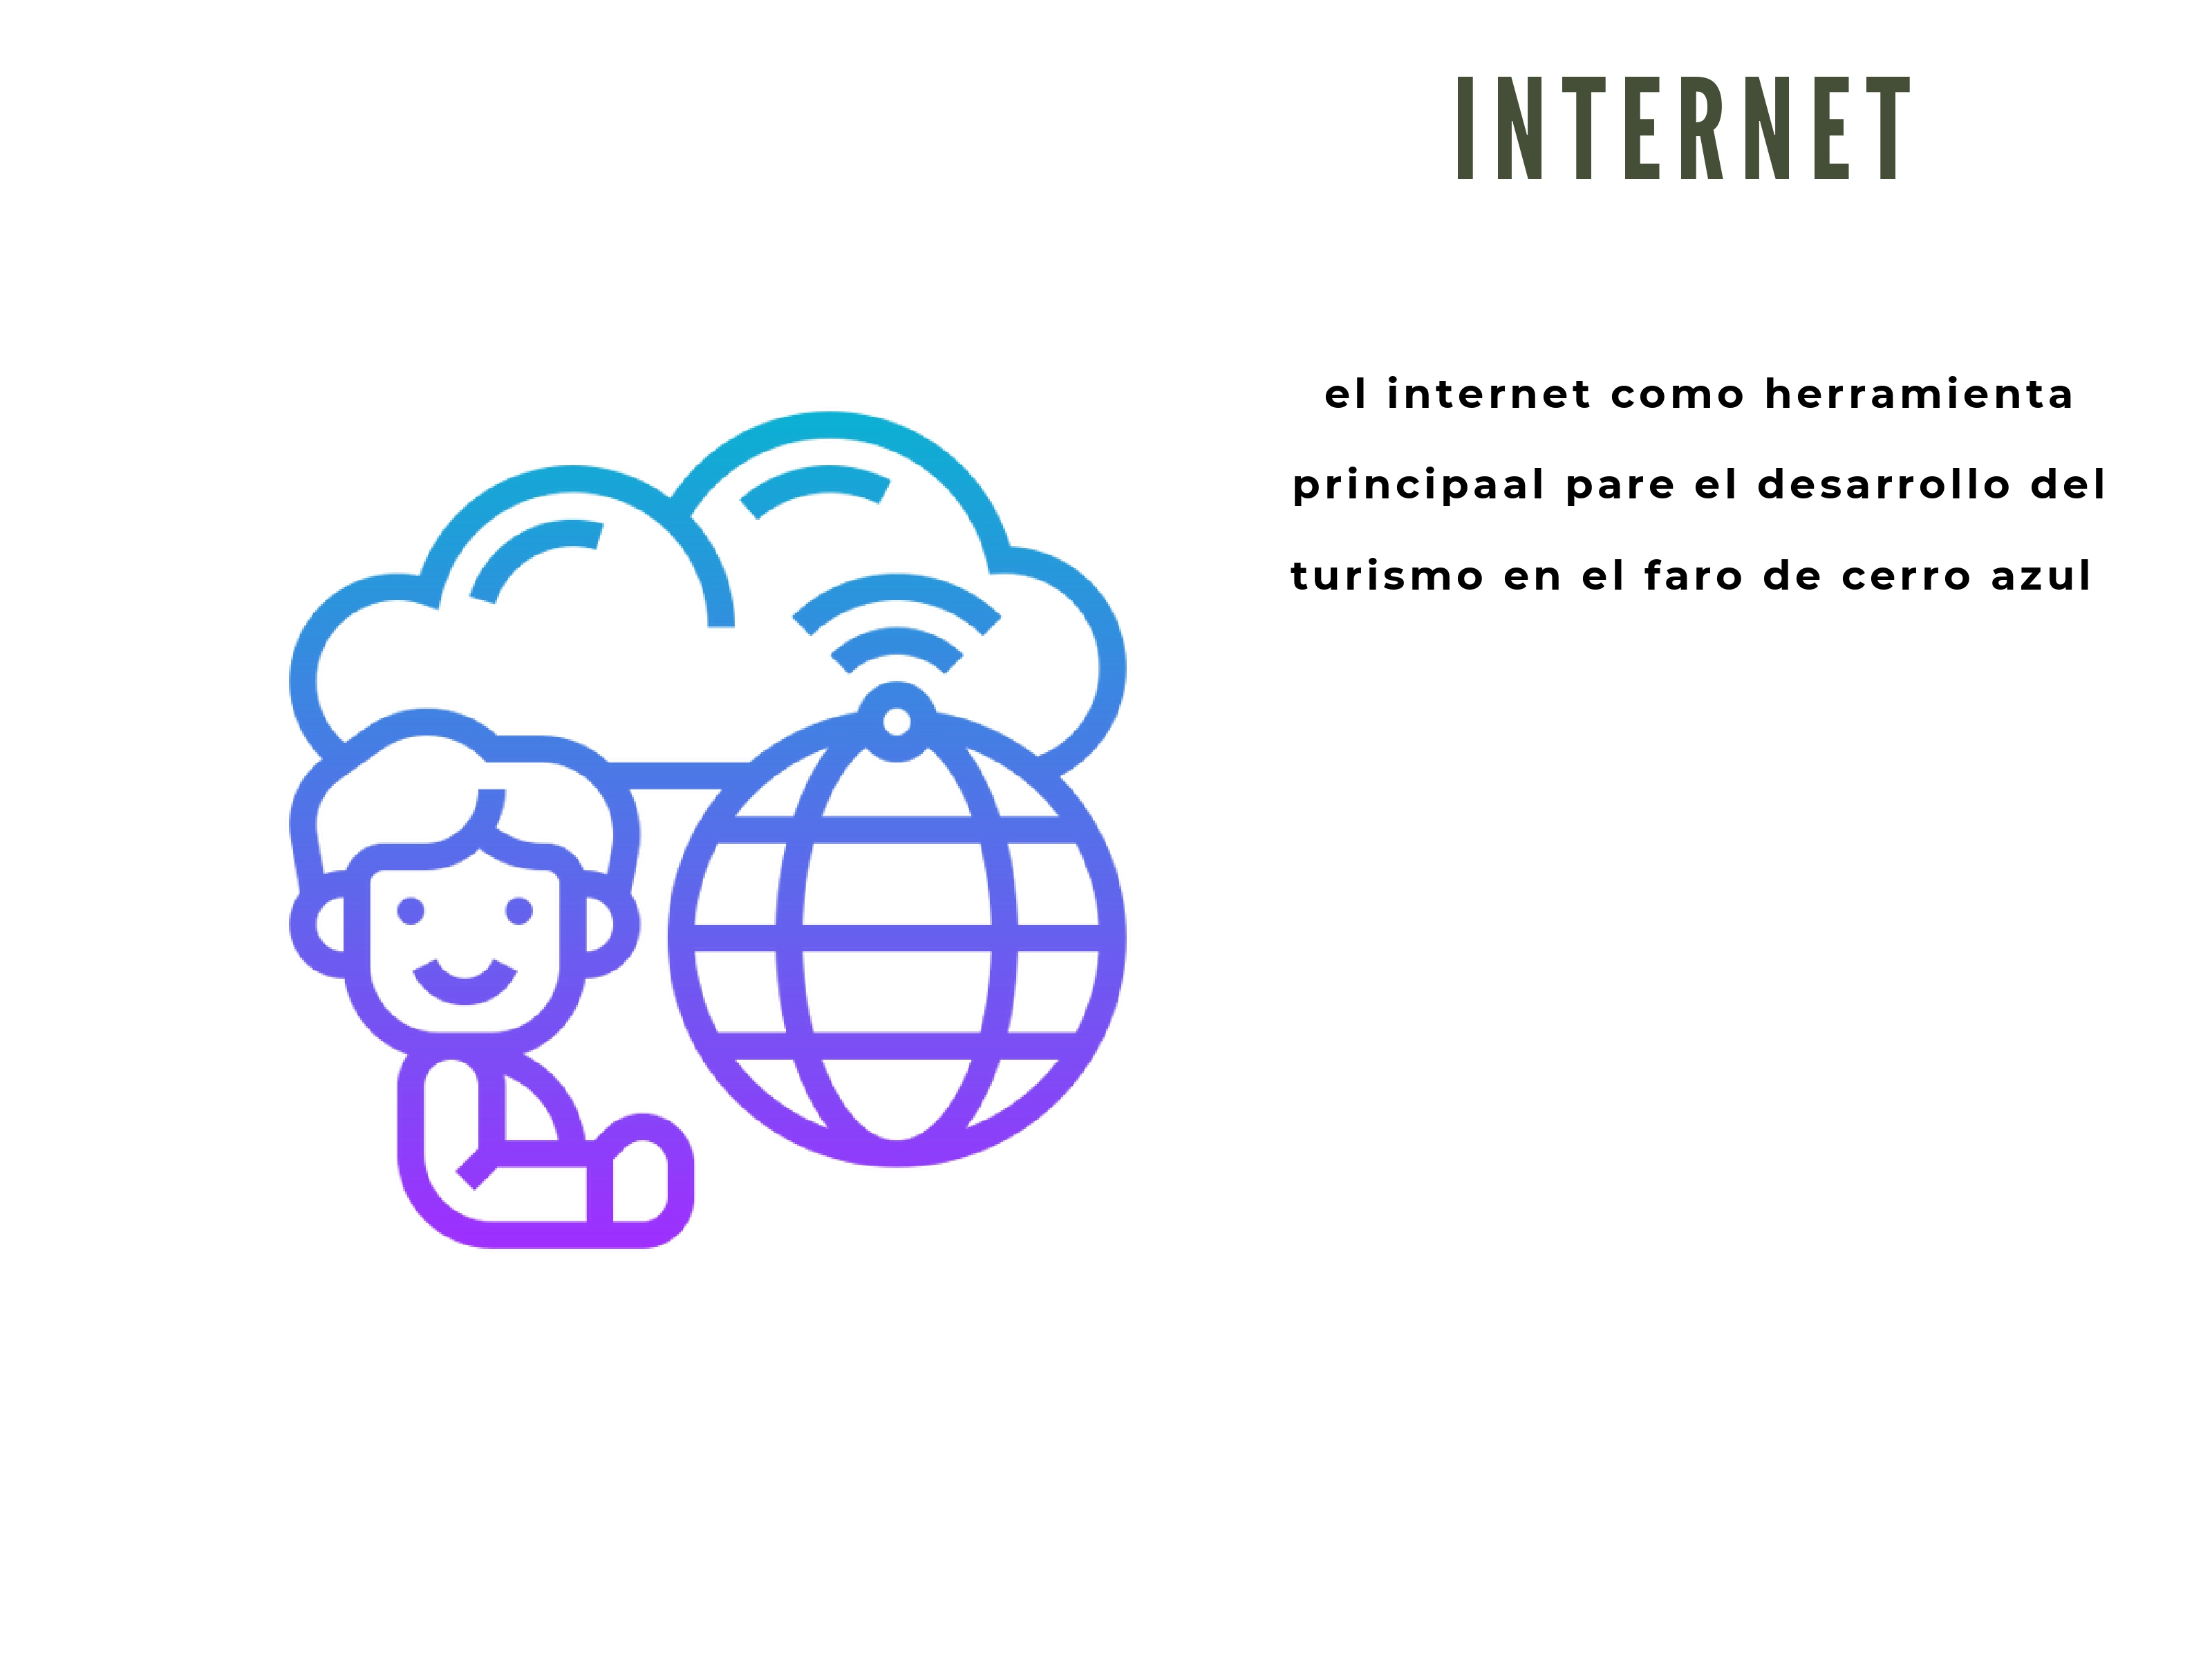 INTERNET
el internet como herramienta
principaal pare el desarrollo del
turismo en el faro de cerro azul